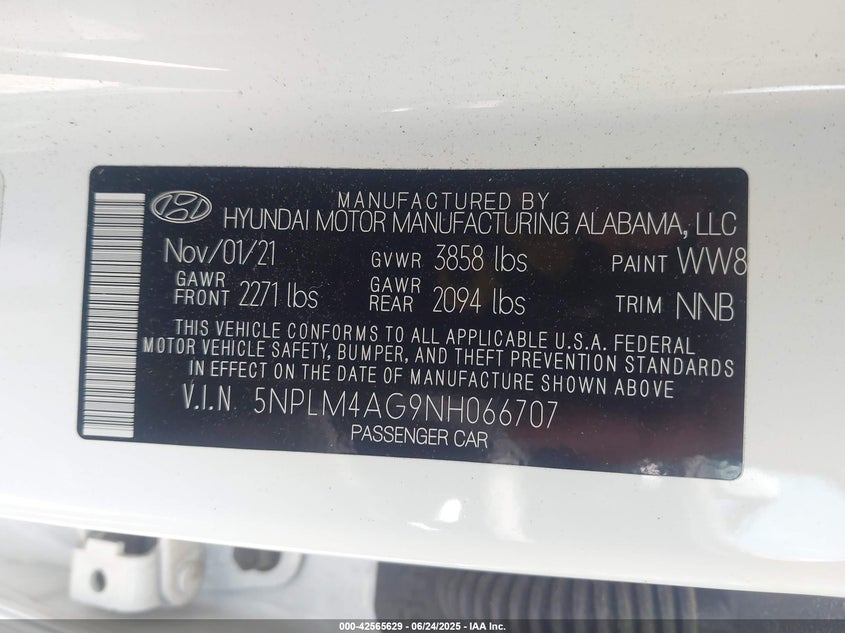 MANUFACTURED BY
HYUNDAI MOTOR MANUFACTURING ALABAMA, LLC
Nov/01/21 GVWR 3858 lbs PAINT WW8
GAWR FRONT 2271 lbs GAWR REAR 2094 lbs TRIM NNB
THIS VEHICLE CONFORMS TO ALL APPLICABLE U.S.A. FEDERAL
MOTOR VEHICLE SAFETY, BUMPER, AND THEFT PREVENTION STANDARDS
IN EFFECT ON THE DATE OF MANUFACTURE SHOWN ABOVE
V.I.N 5NPLM4AG9NH066707
PASSENGER CAR
000-42565629 - 06/24/2025 - IAA Inc.